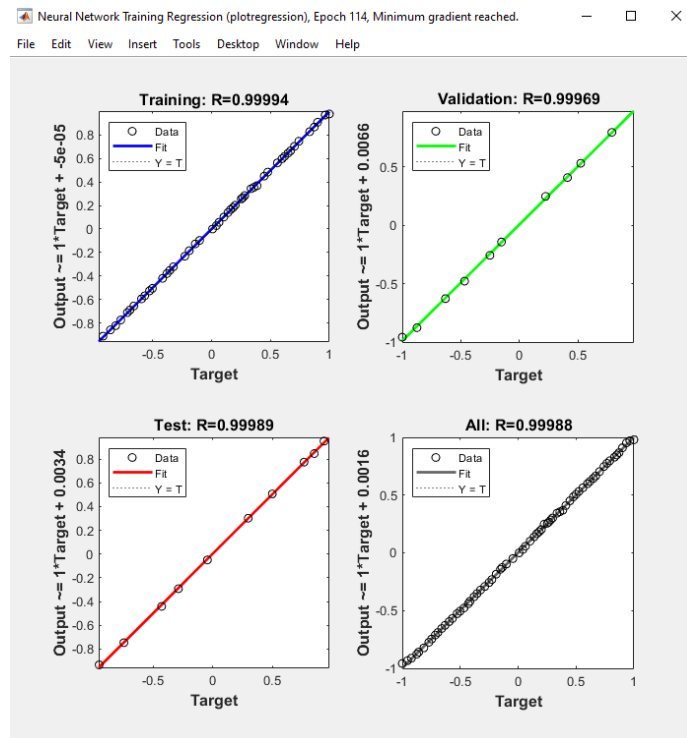 Neural Network Training Regression (plotregression), Epoch 114, Minimum gradient reached.
File Edit View Insert Tools Desktop Window Help
Training: R=0.99994
Output ~= 1*Target + -5e-05
Data
Fit
Y = T
0.8
0.6
0.4
0.2
0
-0.2
-0.4
-0.6
-0.8
-0.5 0 0.5 1
Target
Validation: R=0.99969
Output ~= 1*Target + 0.0066
Data
Fit
Y = T
0.5
0
-0.5
-1
-1 -0.5 0 0.5
Target
Test: R=0.99989
Output ~= 1*Target + 0.0034
Data
Fit
Y = T
0.8
0.6
0.4
0.2
0
-0.2
-0.4
-0.6
-0.8
-0.5 0 0.5
Target
All: R=0.99988
Output ~= 1*Target + 0.0016
Data
Fit
Y = T
1
0.5
0
-0.5
-1
-1 -0.5 0 0.5 1
Target